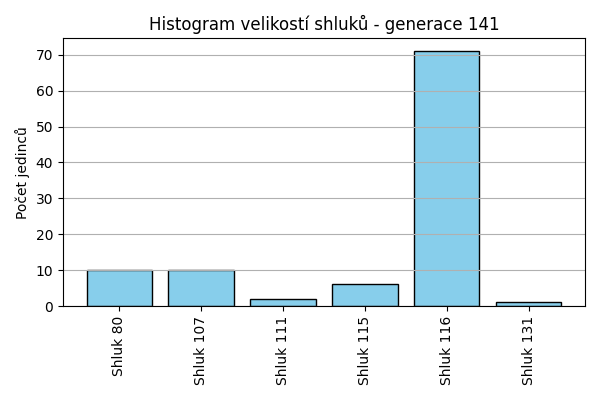 Histogram velikostí shluků - generace 141
Počet jedinců
70
60
50
40
30
20
10
0
Shluk 80
Shluk 107
Shluk 111
Shluk 115
Shluk 116
Shluk 131